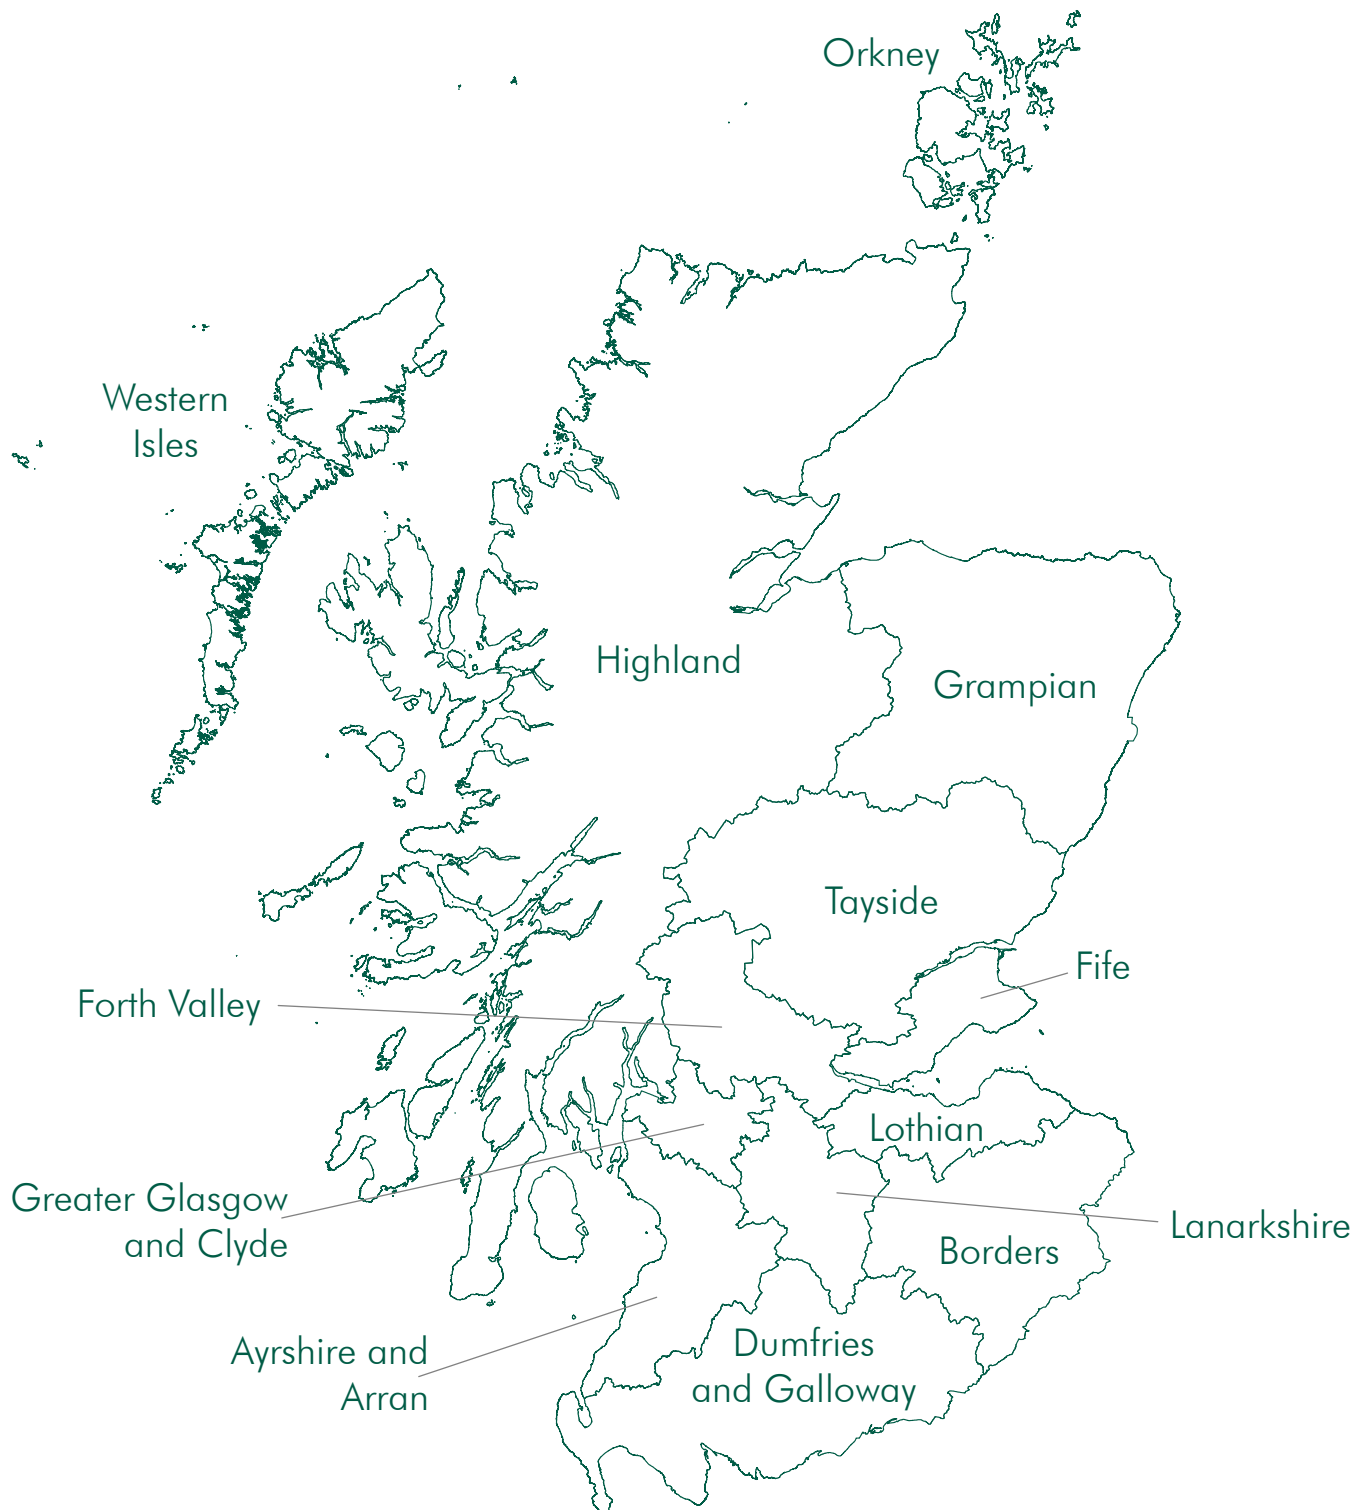 Orkney
Western
Isles
Highland
Grampian
Tayside
Fife
Forth Valley
Lothian
Greater Glasgow
and Clyde
Lanarkshire
Borders
Ayrshire and
Arran
Dumfries
and Galloway